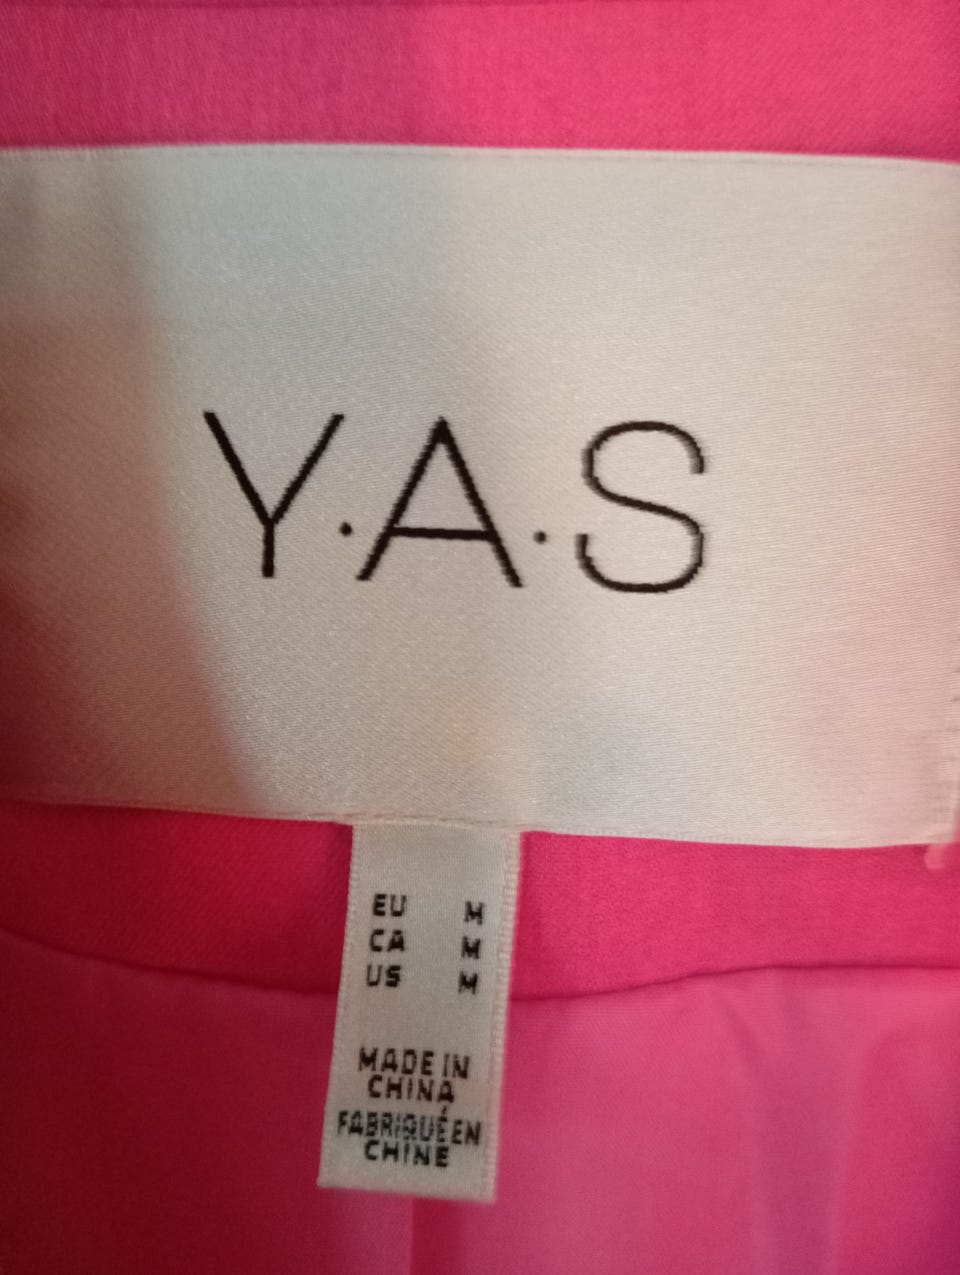 Y·A·S
EU M
CA M
US M
MADE IN
CHINA
FABRIQUÉ EN
CHINE